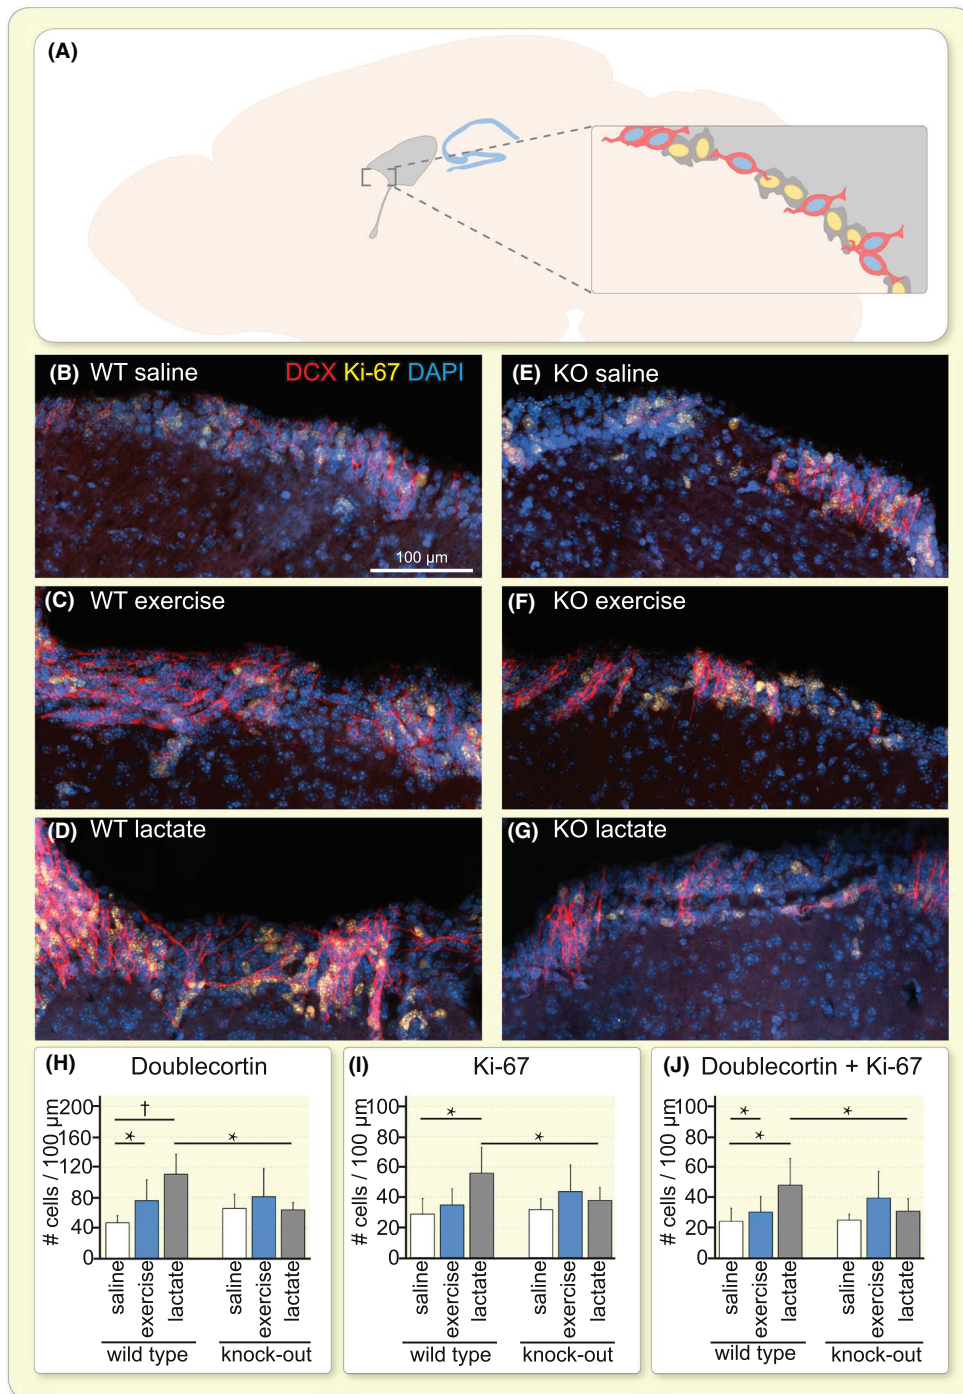 (A)
(B) WT saline
DCX Ki-67 DAPI
100 µm
(E) KO saline
(C) WT exercise
(F) KO exercise
(D) WT lactate
(G) KO lactate
(H) Doublecortin
# cells / 100 µm
200
160
120
80
40
0
†
*
*
saline
exercise
lactate
saline
exercise
lactate
wild type
knock-out
(I) Ki-67
# cells / 100 µm
100
80
60
40
20
0
*
*
saline
exercise
lactate
saline
exercise
lactate
wild type
knock-out
(J) Doublecortin + Ki-67
# cells / 100 µm
100
80
60
40
20
0
*
*
*
saline
exercise
lactate
saline
exercise
lactate
wild type
knock-out